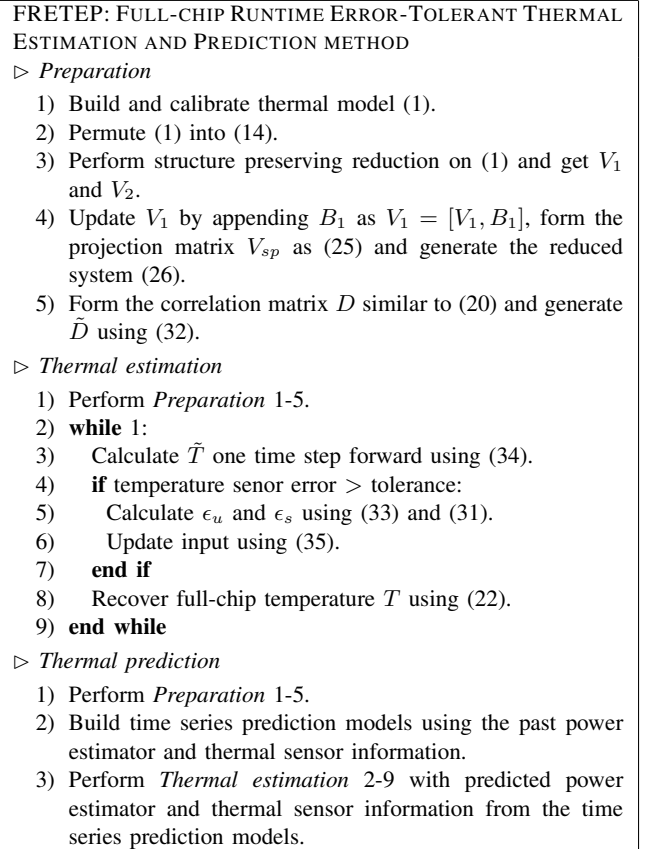 FRETEP: FULL-CHIP RUNTIME ERROR-TOLERANT THERMAL
ESTIMATION AND PREDICTION METHOD
▷ Preparation
1) Build and calibrate thermal model (1).
2) Permute (1) into (14).
3) Perform structure preserving reduction on (1) and get V₁
and V₂.
4) Update V₁ by appending B₁ as V₁ = [V₁, B₁], form the
projection matrix Vₛₚ as (25) and generate the reduced
system (26).
5) Form the correlation matrix D similar to (20) and generate
D̃ using (32).
▷ Thermal estimation
1) Perform Preparation 1-5.
2) while 1:
3) Calculate T̃ one time step forward using (34).
4) if temperature senor error > tolerance:
5) Calculate ϵᵤ and ϵₛ using (33) and (31).
6) Update input using (35).
7) end if
8) Recover full-chip temperature T using (22).
9) end while
▷ Thermal prediction
1) Perform Preparation 1-5.
2) Build time series prediction models using the past power
estimator and thermal sensor information.
3) Perform Thermal estimation 2-9 with predicted power
estimator and thermal sensor information from the time
series prediction models.